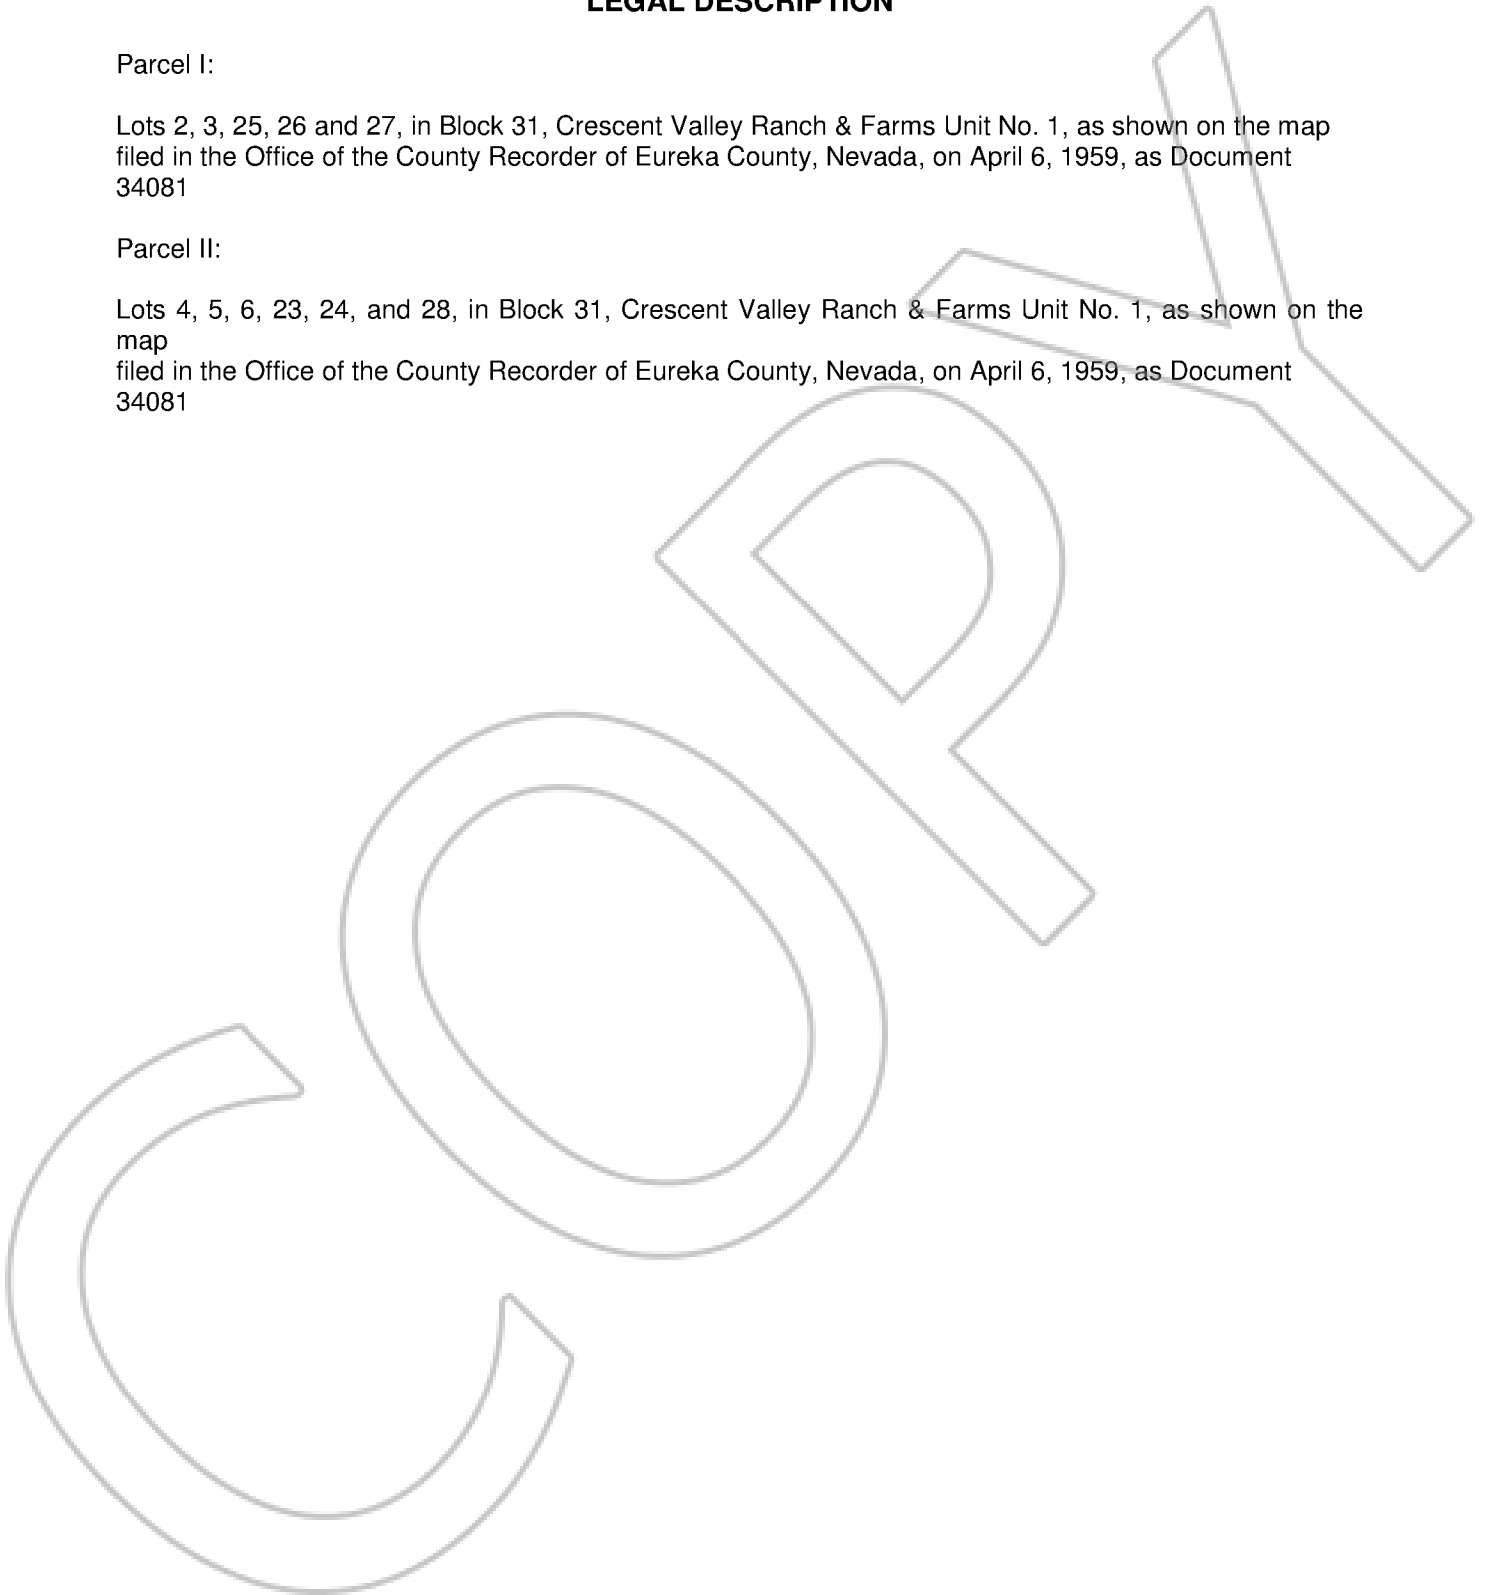 LEGAL DESCRIPTION
Parcel I:
Lots 2, 3, 25, 26 and 27, in Block 31, Crescent Valley Ranch & Farms Unit No. 1, as shown on the map
filed in the Office of the County Recorder of Eureka County, Nevada, on April 6, 1959, as Document
34081
Parcel II:
Lots 4, 5, 6, 23, 24, and 28, in Block 31, Crescent Valley Ranch & Farms Unit No. 1, as shown on the
map
filed in the Office of the County Recorder of Eureka County, Nevada, on April 6, 1959, as Document
34081
COPY